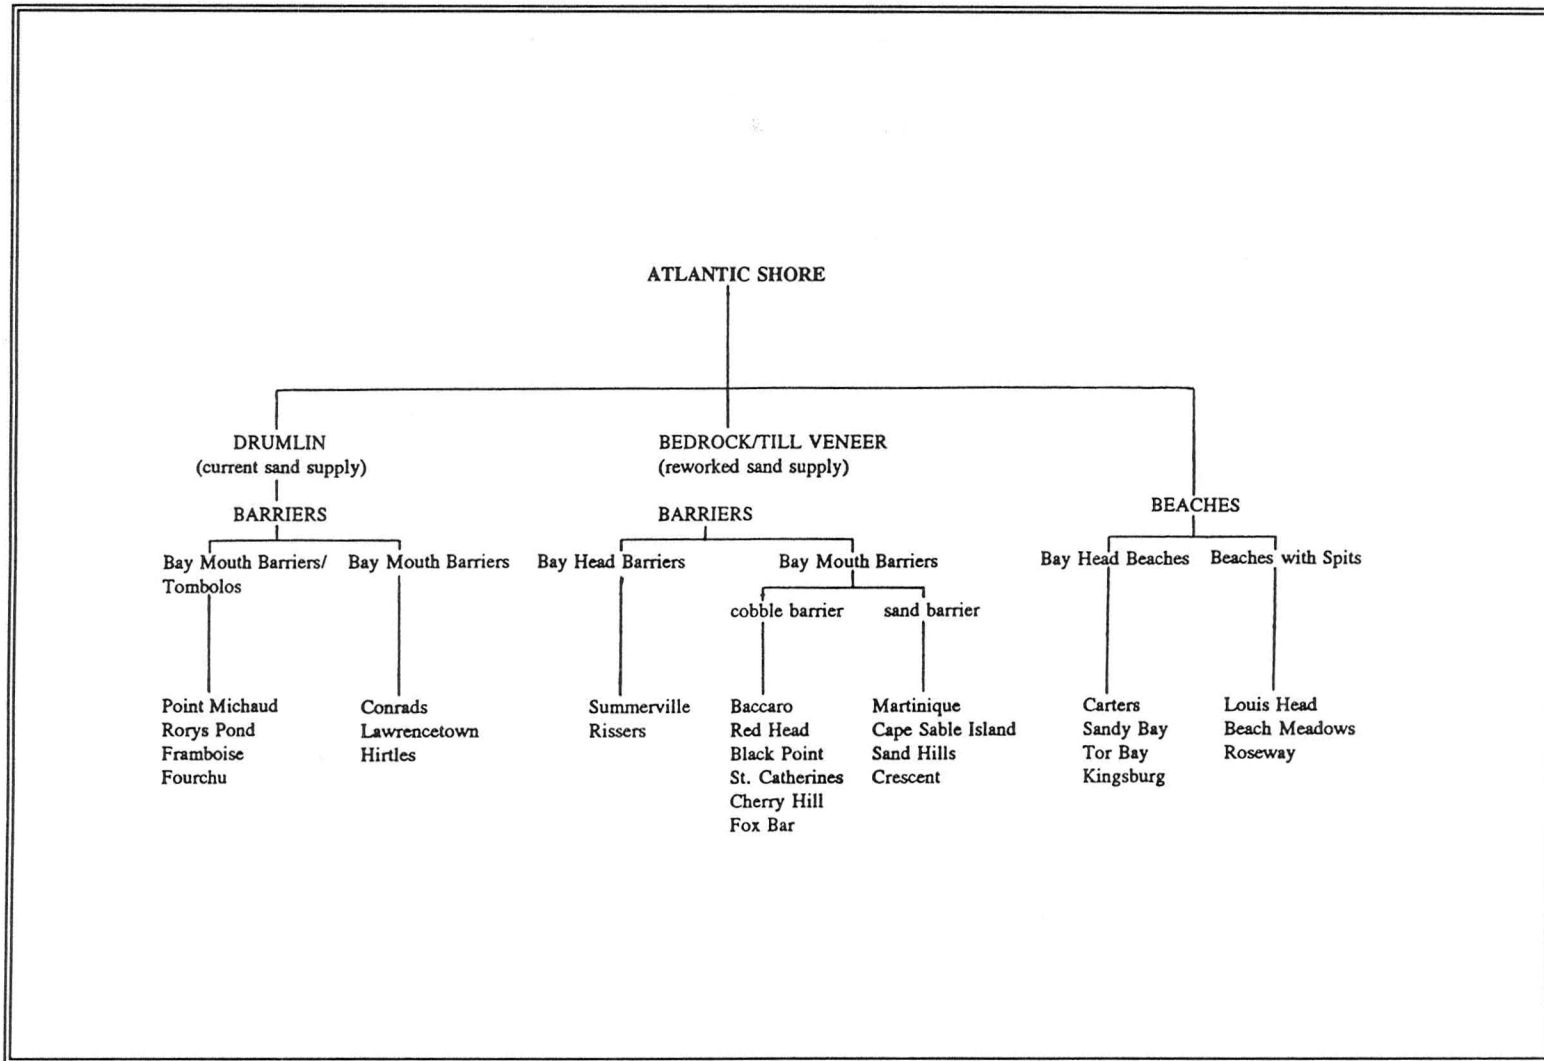 ATLANTIC SHORE
DRUMLIN
(current sand supply)
BARRIERS
Bay Mouth Barriers/
Tombolos
Point Michaud
Rorys Pond
Framboise
Fourchu
Bay Mouth Barriers
Conrads
Lawrencetown
Hirtles
BEDROCK/TILL VENEER
(reworked sand supply)
BARRIERS
Bay Head Barriers
Summerville
Rissers
Bay Mouth Barriers
cobble barrier
Baccaro
Red Head
Black Point
St. Catherines
Cherry Hill
Fox Bar
sand barrier
Martinique
Cape Sable Island
Sand Hills
Crescent
BEACHES
Bay Head Beaches
Carters
Sandy Bay
Tor Bay
Kingsburg
Beaches with Spits
Louis Head
Beach Meadows
Roseway